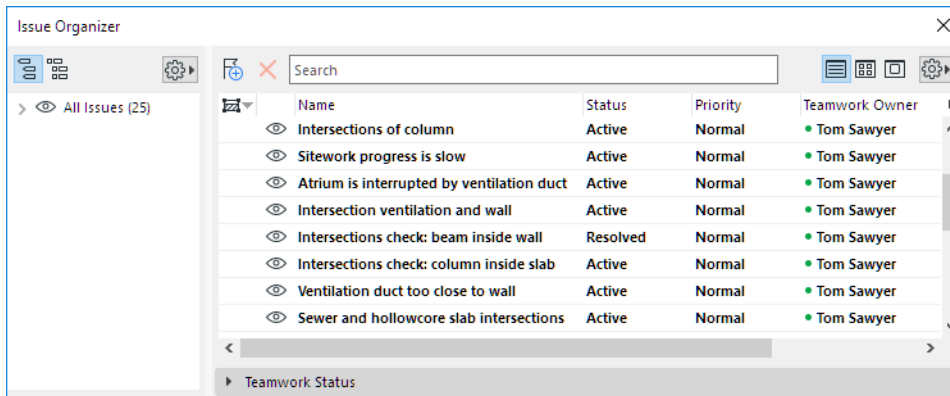 Issue Organizer
Search
All Issues (25)
Name Status Priority Teamwork Owner
Intersections of column Active Normal Tom Sawyer
Sitework progress is slow Active Normal Tom Sawyer
Atrium is interrupted by ventilation duct Active Normal Tom Sawyer
Intersection ventilation and wall Active Normal Tom Sawyer
Intersections check: beam inside wall Resolved Normal Tom Sawyer
Intersections check: column inside slab Active Normal Tom Sawyer
Ventilation duct too close to wall Active Normal Tom Sawyer
Sewer and hollowcore slab intersections Active Normal Tom Sawyer
Teamwork Status